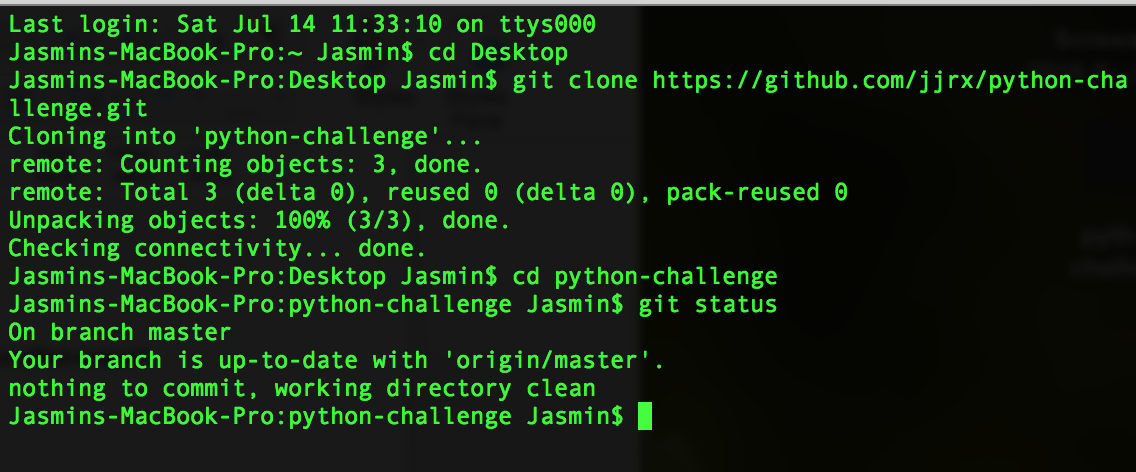 Last login: Sat Jul 14 11:33:10 on ttys000
Jasmins-MacBook-Pro:~ Jasmin$ cd Desktop
Jasmins-MacBook-Pro:Desktop Jasmin$ git clone https://github.com/jjrx/python-cha
llenge.git
Cloning into 'python-challenge'...
remote: Counting objects: 3, done.
remote: Total 3 (delta 0), reused 0 (delta 0), pack-reused 0
Unpacking objects: 100% (3/3), done.
Checking connectivity... done.
Jasmins-MacBook-Pro:Desktop Jasmin$ cd python-challenge
Jasmins-MacBook-Pro:python-challenge Jasmin$ git status
On branch master
Your branch is up-to-date with 'origin/master'.
nothing to commit, working directory clean
Jasmins-MacBook-Pro:python-challenge Jasmin$